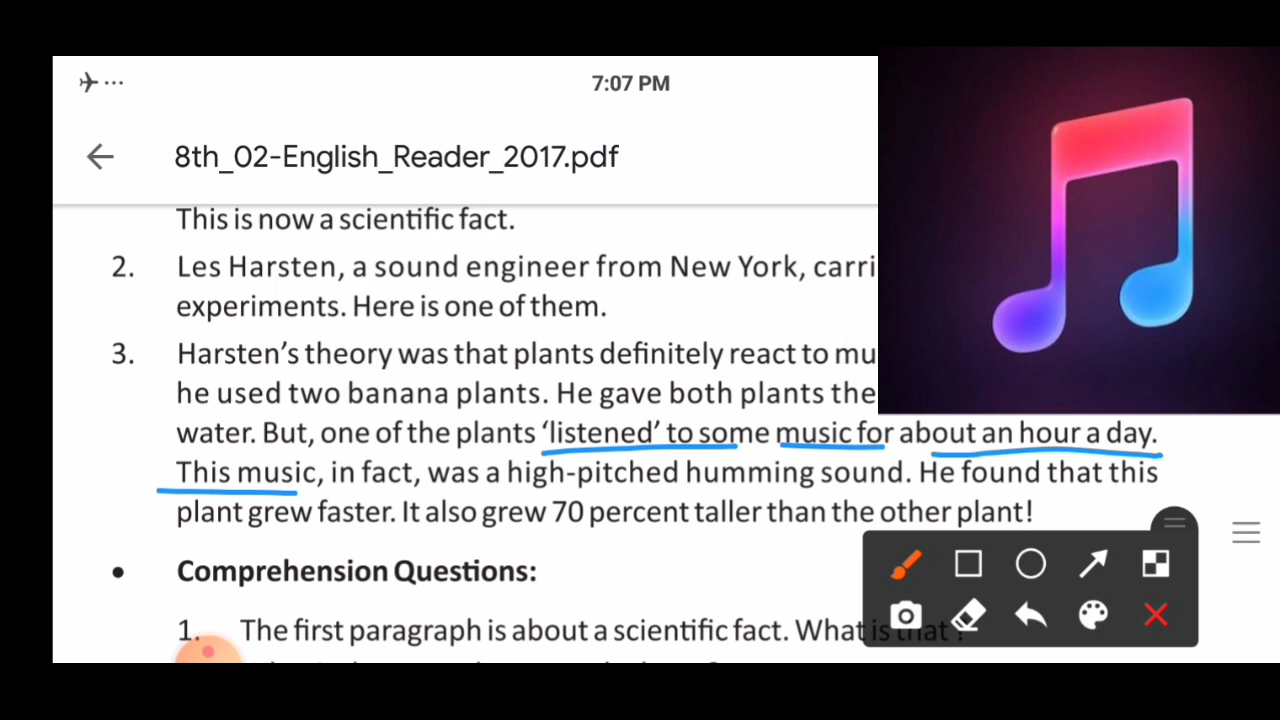 7:07 PM
8th_02-English_Reader_2017.pdf
This is now a scientific fact.
2. Les Harsten, a sound engineer from New York, carri
experiments. Here is one of them.
3. Harsten's theory was that plants definitely react to mu
he used two banana plants. He gave both plants the
water. But, one of the plants ‘listened’ to some music for about an hour a day.
This music, in fact, was a high-pitched humming sound. He found that this
plant grew faster. It also grew 70 percent taller than the other plant!
• Comprehension Questions:
1. The first paragraph is about a scientific fact. What is that ?